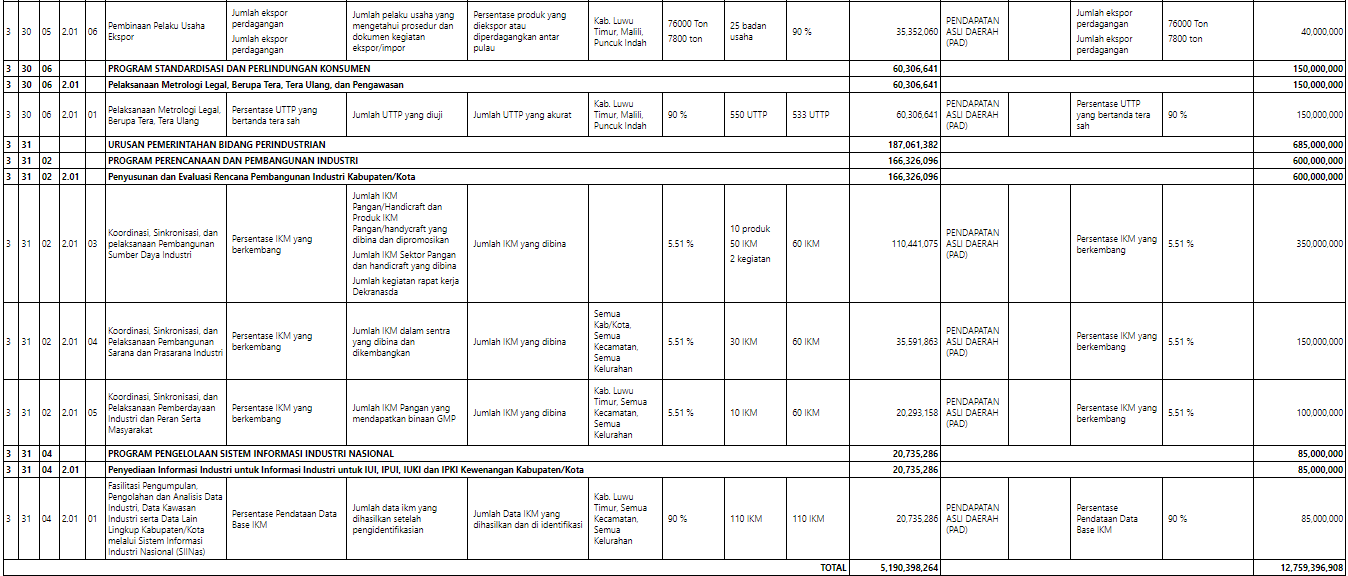 3 30 05 2.01 06 Pembinaan Pelaku Usaha Ekspor Jumlah ekspor perdagangan Jumlah ekspor perdagangan Jumlah pelaku usaha yang mengetahui prosedur dan dokumen kegiatan ekspor/impor Persentase produk yang diekspor atau diperdagangkan antar pulau Kab. Luwu Timur, Malili, Puncuk Indah 76000 Ton 7800 ton 25 badan usaha 90 % 35,352,060 PENDAPATAN ASLI DAERAH (PAD) Jumlah ekspor perdagangan Jumlah ekspor perdagangan 76000 Ton 7800 ton 40,000,000
3 30 06 PROGRAM STANDARDISASI DAN PERLINDUNGAN KONSUMEN 60,306,641 150,000,000
3 30 06 2.01 Pelaksanaan Metrologi Legal, Berupa Tera, Tera Ulang, dan Pengawasan 60,306,641 150,000,000
3 30 06 2.01 01 Pelaksanaan Metrologi Legal, Berupa Tera, Tera Ulang Persentase UTTP yang bertanda tera sah Jumlah UTTP yang diuji Jumlah UTTP yang akurat Kab. Luwu Timur, Malili, Puncuk Indah 90 % 550 UTTP 533 UTTP 60,306,641 PENDAPATAN ASLI DAERAH (PAD) Persentase UTTP yang bertanda tera sah 90 % 150,000,000
3 31 URUSAN PEMERINTAHAN BIDANG PERINDUSTRIAN 187,061,382 685,000,000
3 31 02 PROGRAM PERENCANAAN DAN PEMBANGUNAN INDUSTRI 166,326,096 600,000,000
3 31 02 2.01 Penyusunan dan Evaluasi Rencana Pembangunan Industri Kabupaten/Kota 166,326,096 600,000,000
3 31 02 2.01 03 Koordinasi, Sinkronisasi, dan pelaksanaan Pembangunan Sumber Daya Industri Persentase IKM yang berkembang Jumlah IKM Pangan/Handicraft dan Produk IKM Pangan/handycraft yang dibina dan dipromosikan Jumlah IKM Sektor Pangan dan handicraft yang dibina Jumlah kegiatan rapat kerja Dekranasda Jumlah IKM yang dibina 5.51 % 10 produk 50 IKM 2 kegiatan 60 IKM 110,441,075 PENDAPATAN ASLI DAERAH (PAD) Persentase IKM yang berkembang 5.51 % 350,000,000
3 31 02 2.01 04 Koordinasi, Sinkronisasi, dan Pelaksanaan Pembangunan Sarana dan Prasarana Industri Persentase IKM yang berkembang Jumlah IKM dalam sentra yang dibina dan dikembangkan Jumlah IKM yang dibina Semua Kab/Kota, Semua Kecamatan, Semua Kelurahan 5.51 % 30 IKM 60 IKM 35,591,863 PENDAPATAN ASLI DAERAH (PAD) Persentase IKM yang berkembang 5.51 % 150,000,000
3 31 02 2.01 05 Koordinasi, Sinkronisasi, dan Pelaksanaan Pemberdayaan Industri dan Peran Serta Masyarakat Persentase IKM yang berkembang Jumlah IKM Pangan yang mendapatkan binaan GMP Jumlah IKM yang dibina Kab. Luwu Timur, Semua Kecamatan, Semua Kelurahan 5.51 % 10 IKM 60 IKM 20,293,158 PENDAPATAN ASLI DAERAH (PAD) Persentase IKM yang berkembang 5.51 % 100,000,000
3 31 04 PROGRAM PENGELOLAAN SISTEM INFORMASI INDUSTRI NASIONAL 20,735,286 85,000,000
3 31 04 2.01 Penyediaan Informasi Industri untuk Informasi Industri untuk IUI, IPUI, IUKI dan IPKI Kewenangan Kabupaten/Kota 20,735,286 85,000,000
3 31 04 2.01 01 Fasilitasi Pengumpulan, Pengolahan dan Analisis Data Industri, Data Kawasan Industri serta Data Lain Lingkup Kabupaten/Kota melalui Sistem Informasi Industri Nasional (SIINas) Persentase Pendataan Data Base IKM Jumlah data ikm yang dihasilkan setelah pengidentifikasian Jumlah Data IKM yang dihasilkan dan di identifikasi Kab. Luwu Timur, Semua Kecamatan, Semua Kelurahan 90 % 110 IKM 110 IKM 20,735,286 PENDAPATAN ASLI DAERAH (PAD) Persentase Pendataan Data Base IKM 90 % 85,000,000
TOTAL 5,190,398,264 12,759,396,908